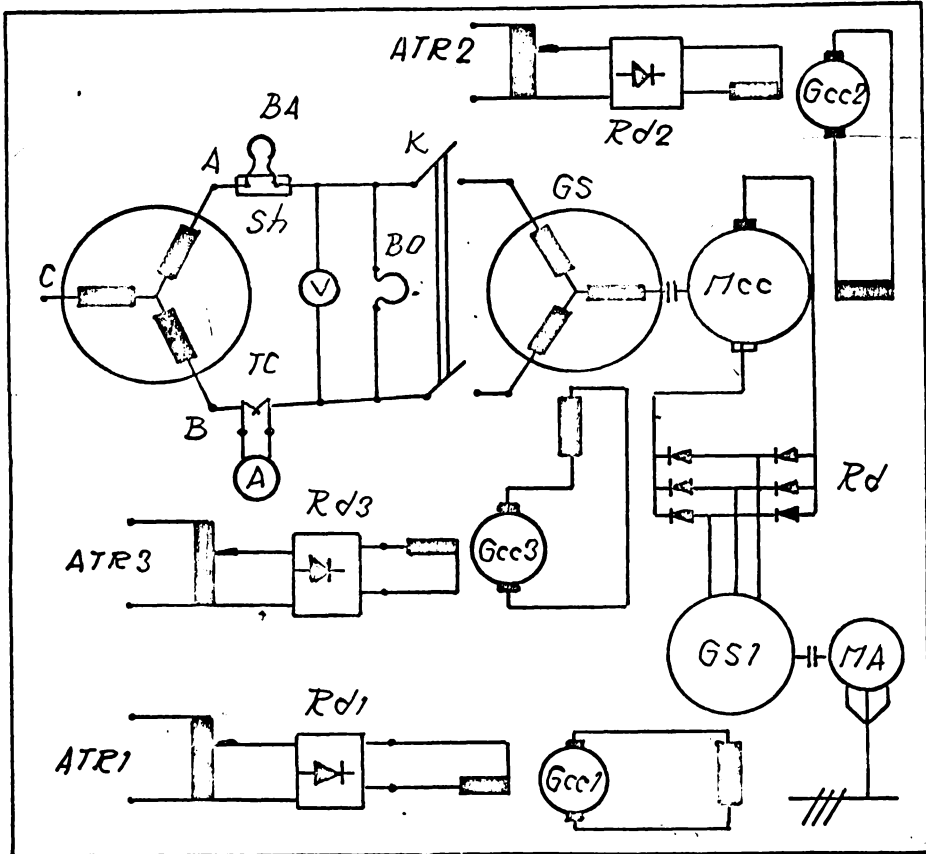 ATR2
Rd2
Gcc2
BA
A
Sh
K
GS
C
V
BO
Mcc
TC
B
A
Rd
Rd3
ATR3
Gcc3
GS1
MA
Rd1
ATR1
Gcc1